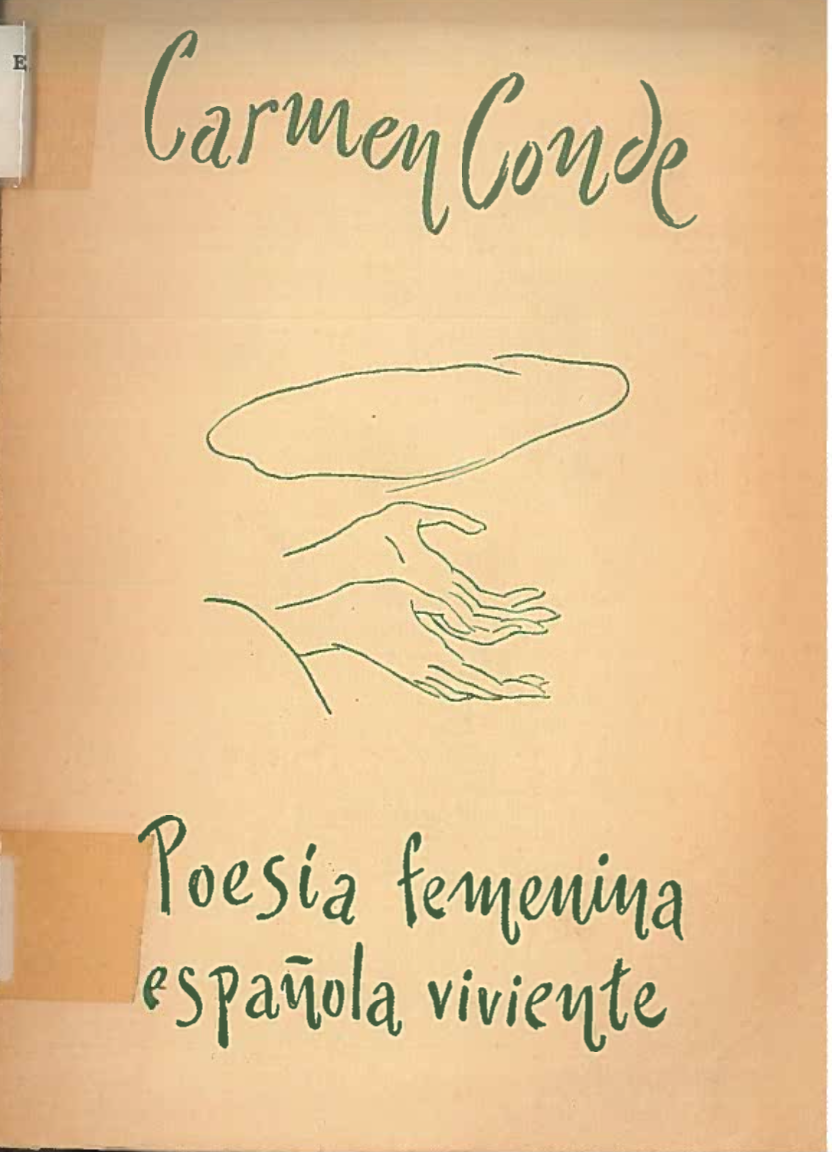 E
Carmen Conde
Poesía femenina
española viviente